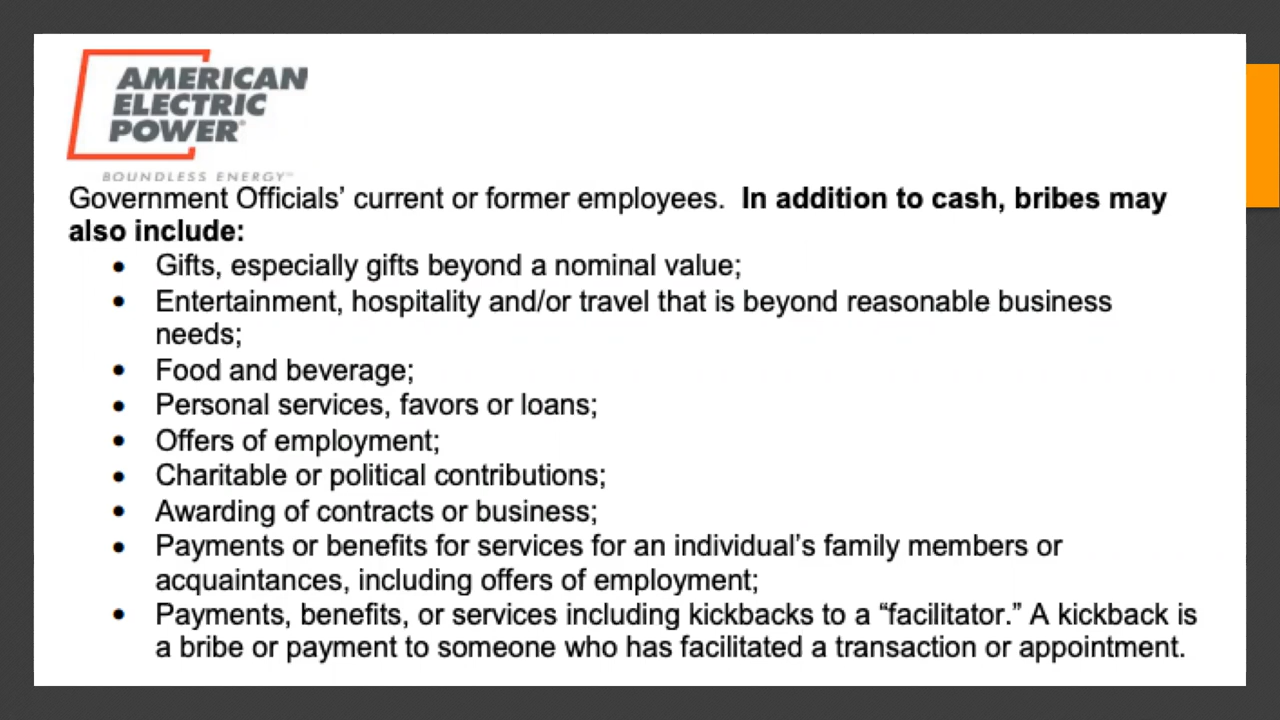 AMERICAN
ELECTRIC
POWER®
BOUNDLESS ENERGY℠
Government Officials’ current or former employees.  In addition to cash, bribes may
also include:
• Gifts, especially gifts beyond a nominal value;
• Entertainment, hospitality and/or travel that is beyond reasonable business
needs;
• Food and beverage;
• Personal services, favors or loans;
• Offers of employment;
• Charitable or political contributions;
• Awarding of contracts or business;
• Payments or benefits for services for an individual’s family members or
acquaintances, including offers of employment;
• Payments, benefits, or services including kickbacks to a “facilitator.” A kickback is
a bribe or payment to someone who has facilitated a transaction or appointment.